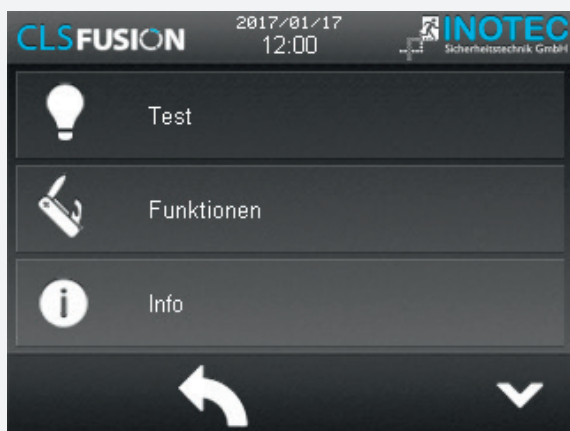 CLSFUSION
2017/01/17
12:00
INOTEC
Sicherheitstechnik GmbH
Test
Funktionen
Info